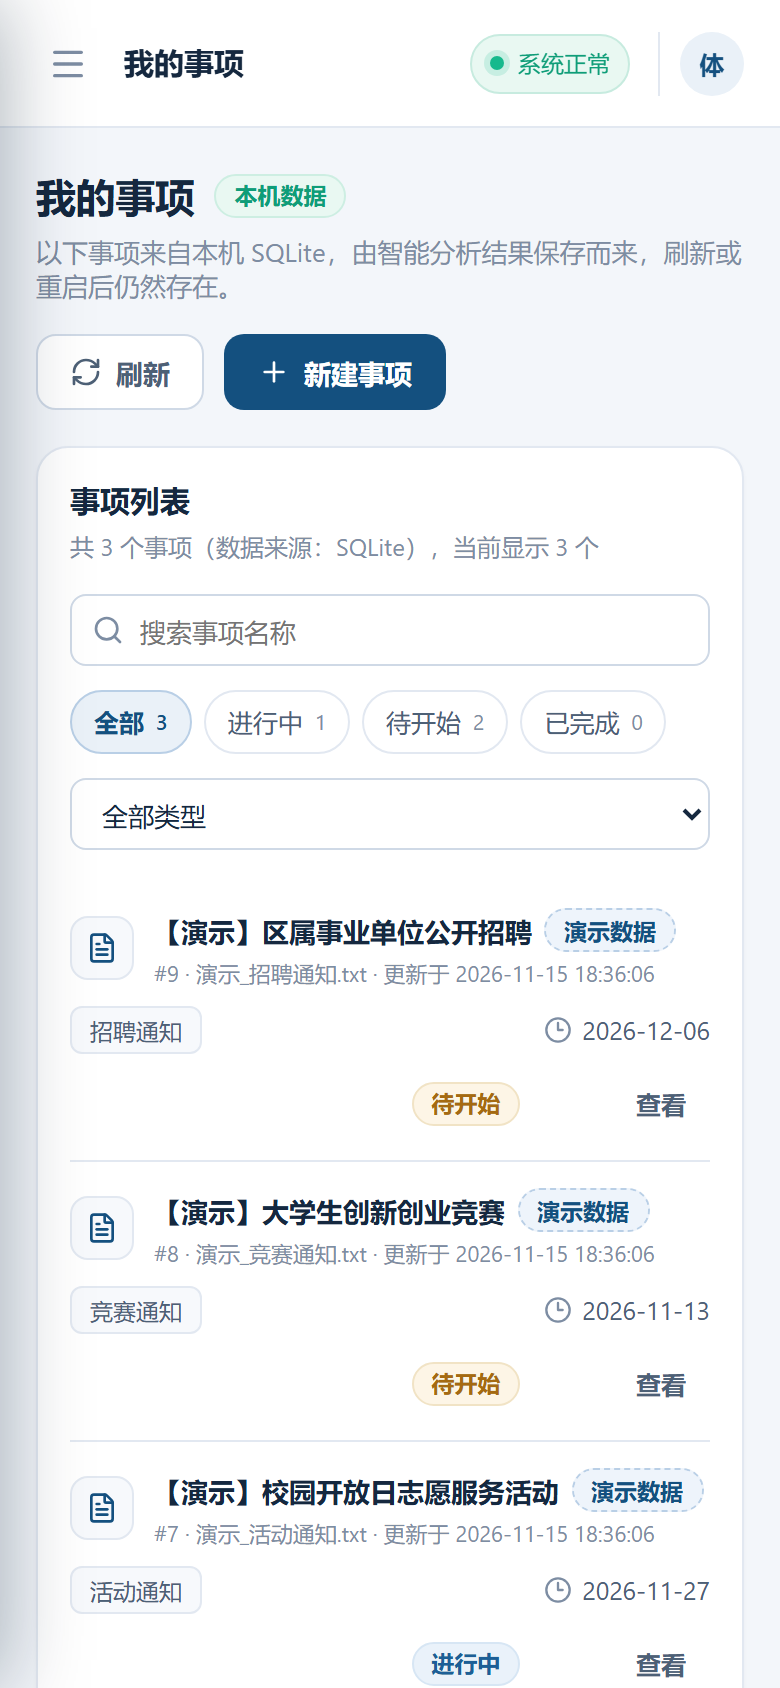 我的事项
系统正常
体
我的事项 本机数据
以下事项来自本机 SQLite，由智能分析结果保存而来，刷新或
重启后仍然存在。
刷新
新建事项
事项列表
共 3 个事项（数据来源：SQLite），当前显示 3 个
搜索事项名称
全部 3
进行中 1
待开始 2
已完成 0
全部类型
【演示】区属事业单位公开招聘 演示数据
#9 · 演示_招聘通知.txt · 更新于 2026-11-15 18:36:06
招聘通知 2026-12-06
待开始 查看
【演示】大学生创新创业竞赛 演示数据
#8 · 演示_竞赛通知.txt · 更新于 2026-11-15 18:36:06
竞赛通知 2026-11-13
待开始 查看
【演示】校园开放日志愿服务活动 演示数据
#7 · 演示_活动通知.txt · 更新于 2026-11-15 18:36:06
活动通知 2026-11-27
进行中 查看